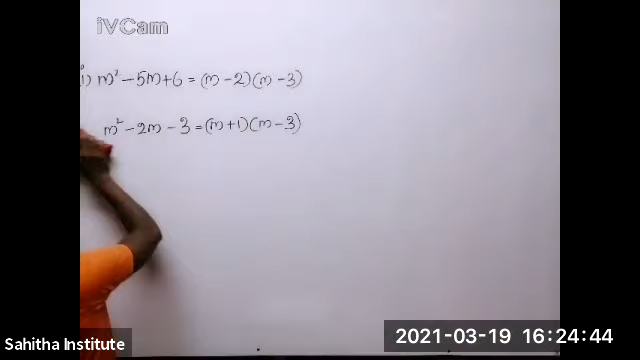 iVCam
i) m² - 5m + 6 = (m - 2)(m - 3)
m² - 2m - 3 = (m + 1)(m - 3)
2021-03-19 16:24:44
Sahitha Institute